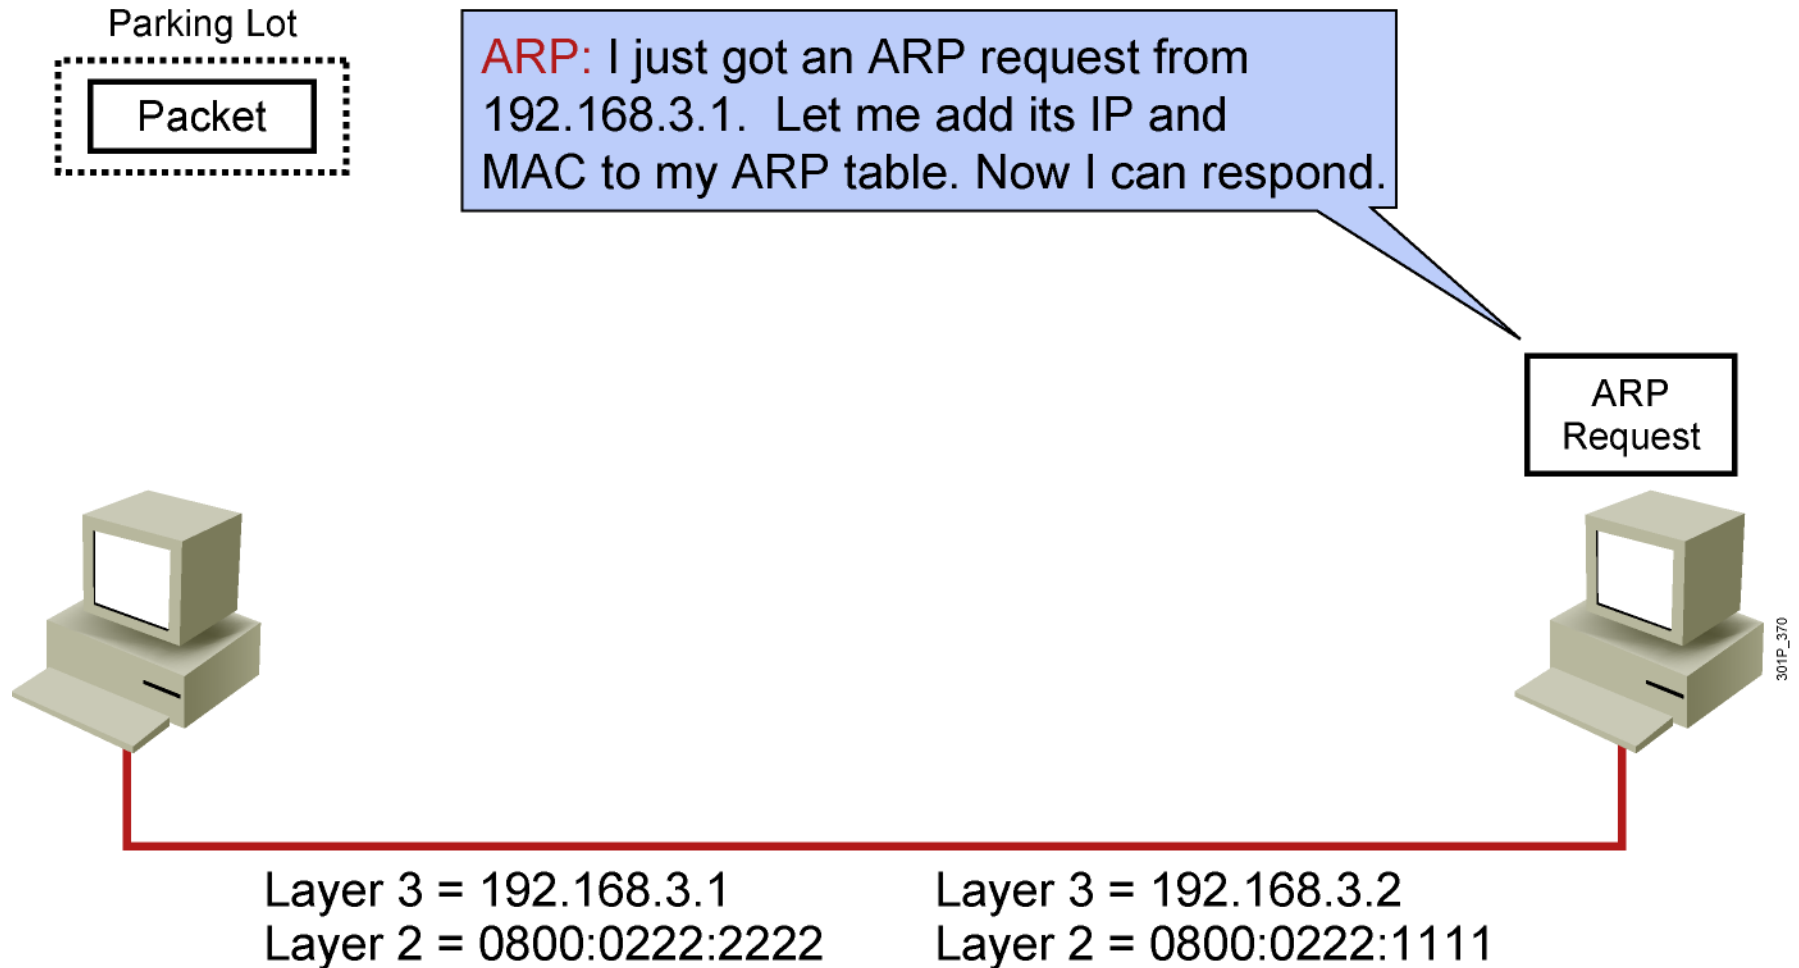 Parking Lot
Packet
ARP: I just got an ARP request from
192.168.3.1.  Let me add its IP and
MAC to my ARP table. Now I can respond.
ARP
Request
301P_370
Layer 3 = 192.168.3.1
Layer 2 = 0800:0222:2222
Layer 3 = 192.168.3.2
Layer 2 = 0800:0222:1111